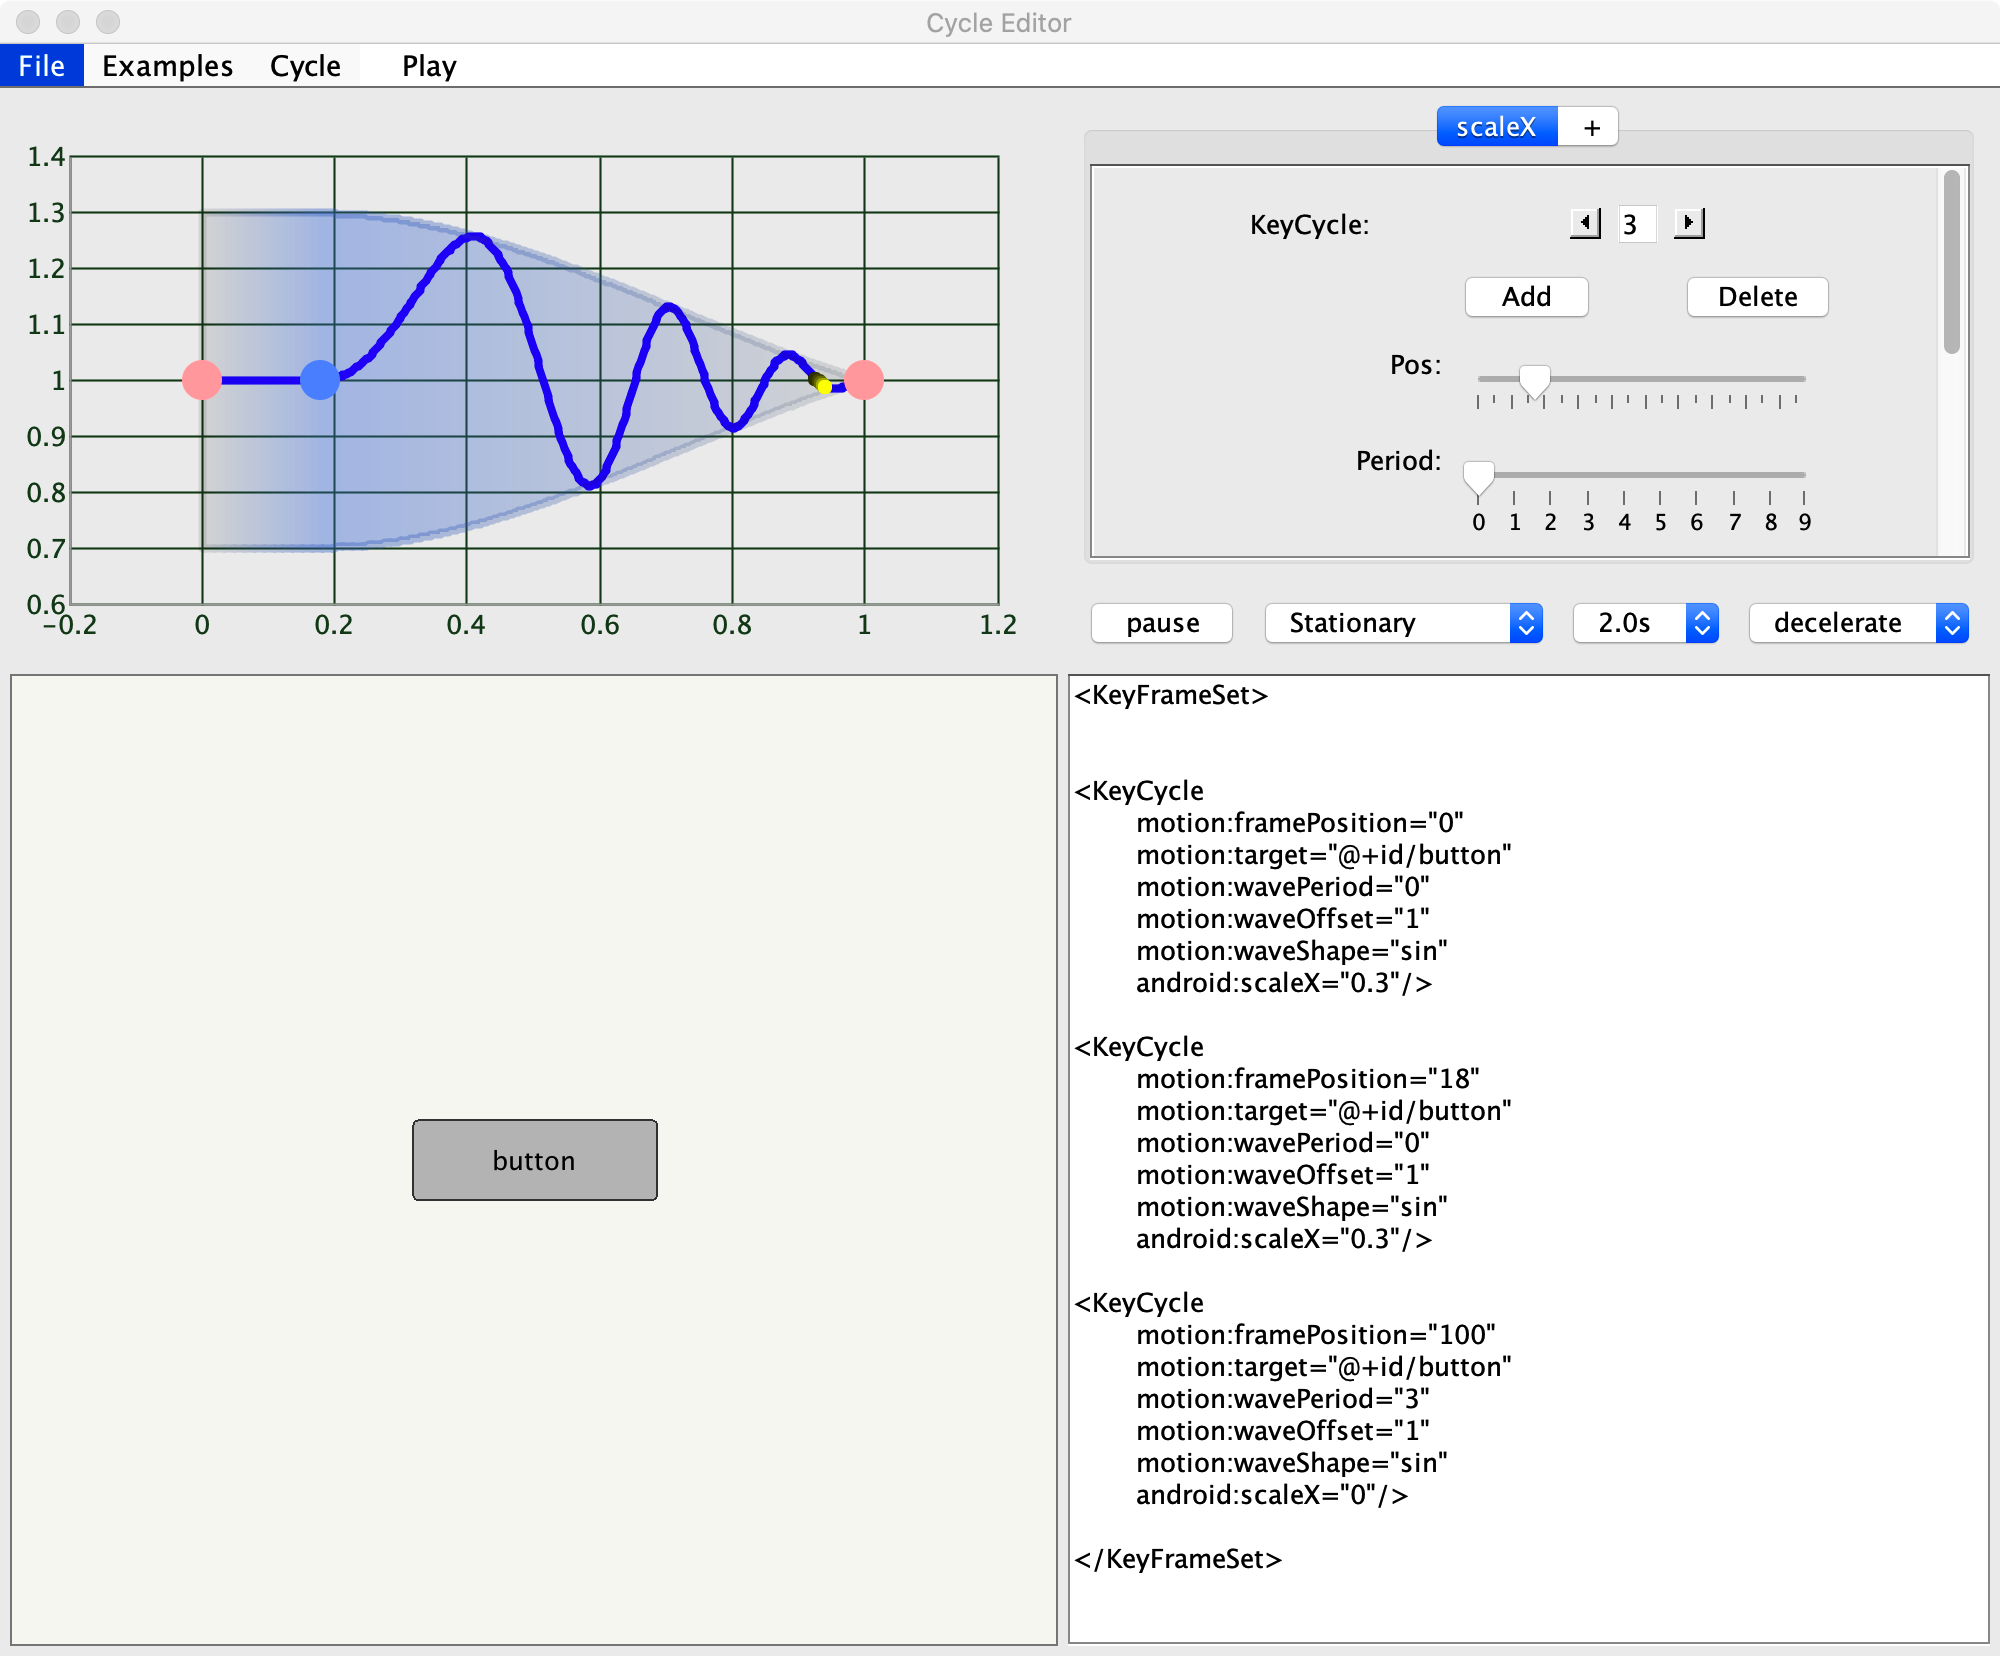 Cycle Editor
File Examples Cycle Play
scaleX +
1.4
1.3
1.2
1.1
1
0.9
0.8
0.7
0.6
-0.2 0 0.2 0.4 0.6 0.8 1 1.2
KeyCycle: 3
Add Delete
Pos:
Period:
0 1 2 3 4 5 6 7 8 9
pause Stationary 2.0s decelerate
button
<KeyFrameSet>
<KeyCycle
motion:framePosition="0"
motion:target="@+id/button"
motion:wavePeriod="0"
motion:waveOffset="1"
motion:waveShape="sin"
android:scaleX="0.3"/>
<KeyCycle
motion:framePosition="18"
motion:target="@+id/button"
motion:wavePeriod="0"
motion:waveOffset="1"
motion:waveShape="sin"
android:scaleX="0.3"/>
<KeyCycle
motion:framePosition="100"
motion:target="@+id/button"
motion:wavePeriod="3"
motion:waveOffset="1"
motion:waveShape="sin"
android:scaleX="0"/>
</KeyFrameSet>